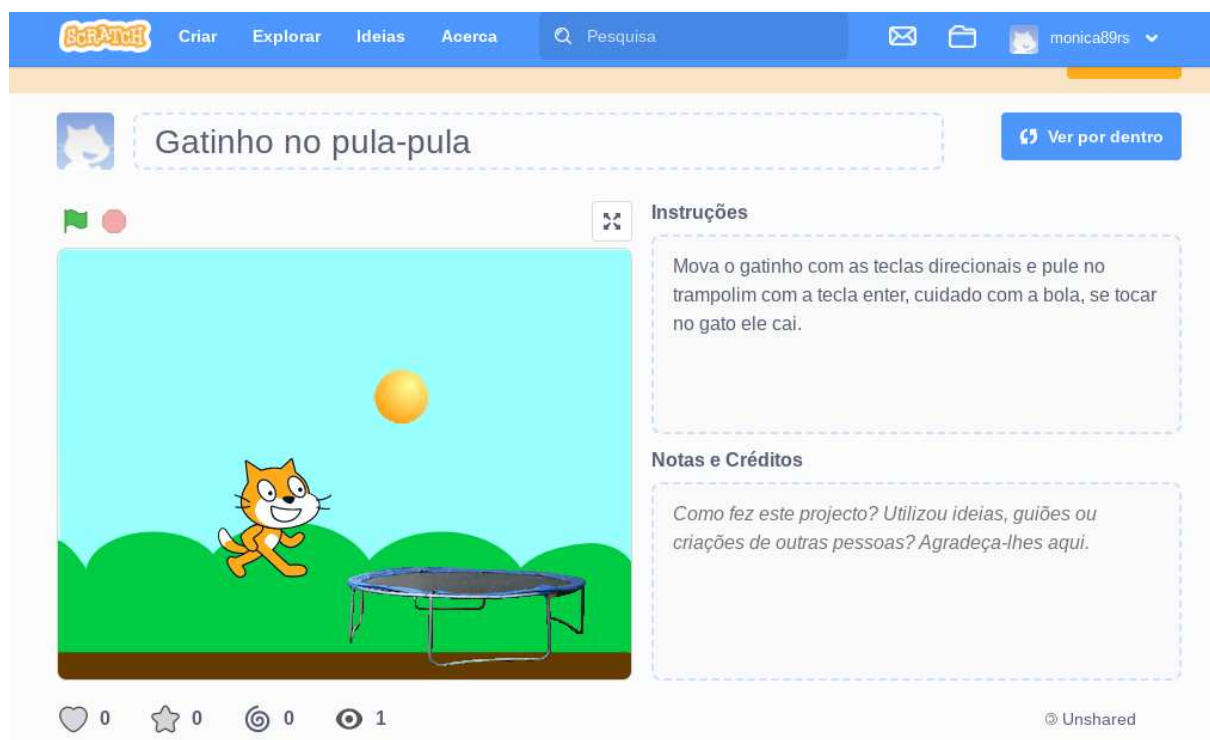 SCRATCH Criar Explorar Ideias Acerca Pesquisa monica89rs
Gatinho no pula-pula
Ver por dentro
Instruções
Mova o gatinho com as teclas direcionais e pule no
trampolim com a tecla enter, cuidado com a bola, se tocar
no gato ele cai.
Notas e Créditos
Como fez este projecto? Utilizou ideias, guiões ou
criações de outras pessoas? Agradeça-lhes aqui.
0 0 0 1
Unshared